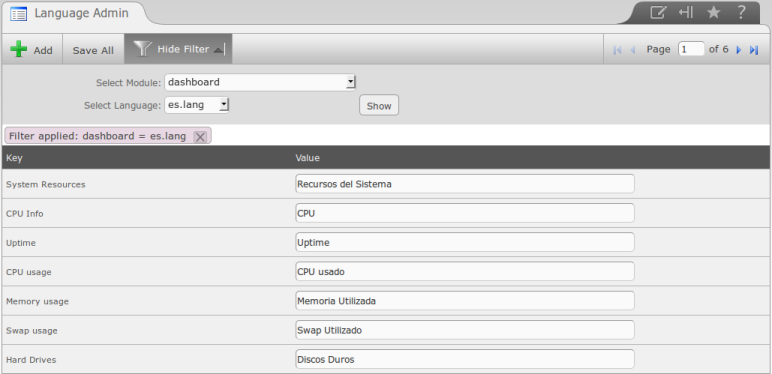 Language Admin ?
Add Save All Hide Filter Page 1 of 6
Select Module: dashboard
Select Language: es.lang Show
Filter applied: dashboard = es.lang X
Key Value
System Resources Recursos del Sistema
CPU Info CPU
Uptime Uptime
CPU usage CPU usado
Memory usage Memoria Utilizada
Swap usage Swap Utilizado
Hard Drives Discos Duros